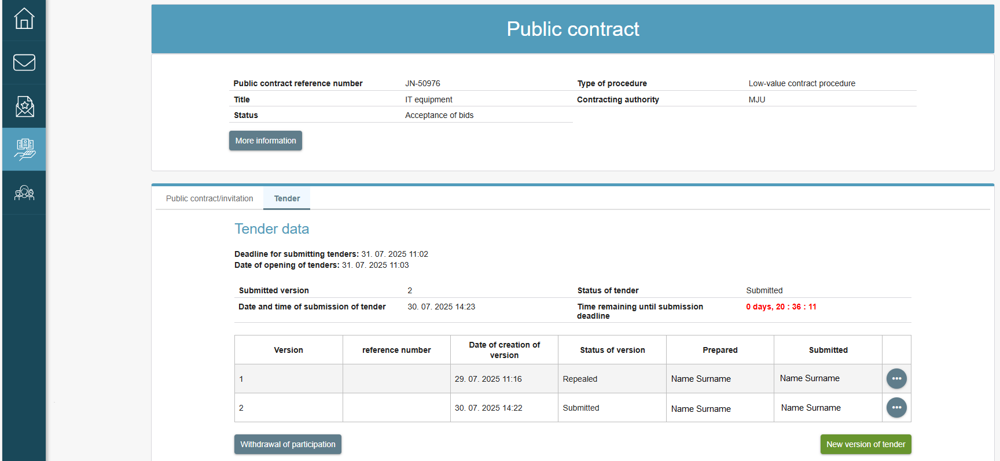 Public contract
Public contract reference number JN-50976 Type of procedure Low-value contract procedure
Title IT equipment Contracting authority MJU
Status Acceptance of bids
More information
Public contract/invitation Tender
Tender data
Deadline for submitting tenders: 31. 07. 2025 11:02
Date of opening of tenders: 31. 07. 2025 11:03
Submitted version 2 Status of tender Submitted
Date and time of submission of tender 30. 07. 2025 14:23 Time remaining until submission deadline 0 days, 20 : 36 : 11
Version reference number Date of creation of version Status of version Prepared Submitted
1 29. 07. 2025 11:16 Repealed Name Surname Name Surname
2 30. 07. 2025 14:22 Submitted Name Surname Name Surname
Withdrawal of participation New version of tender